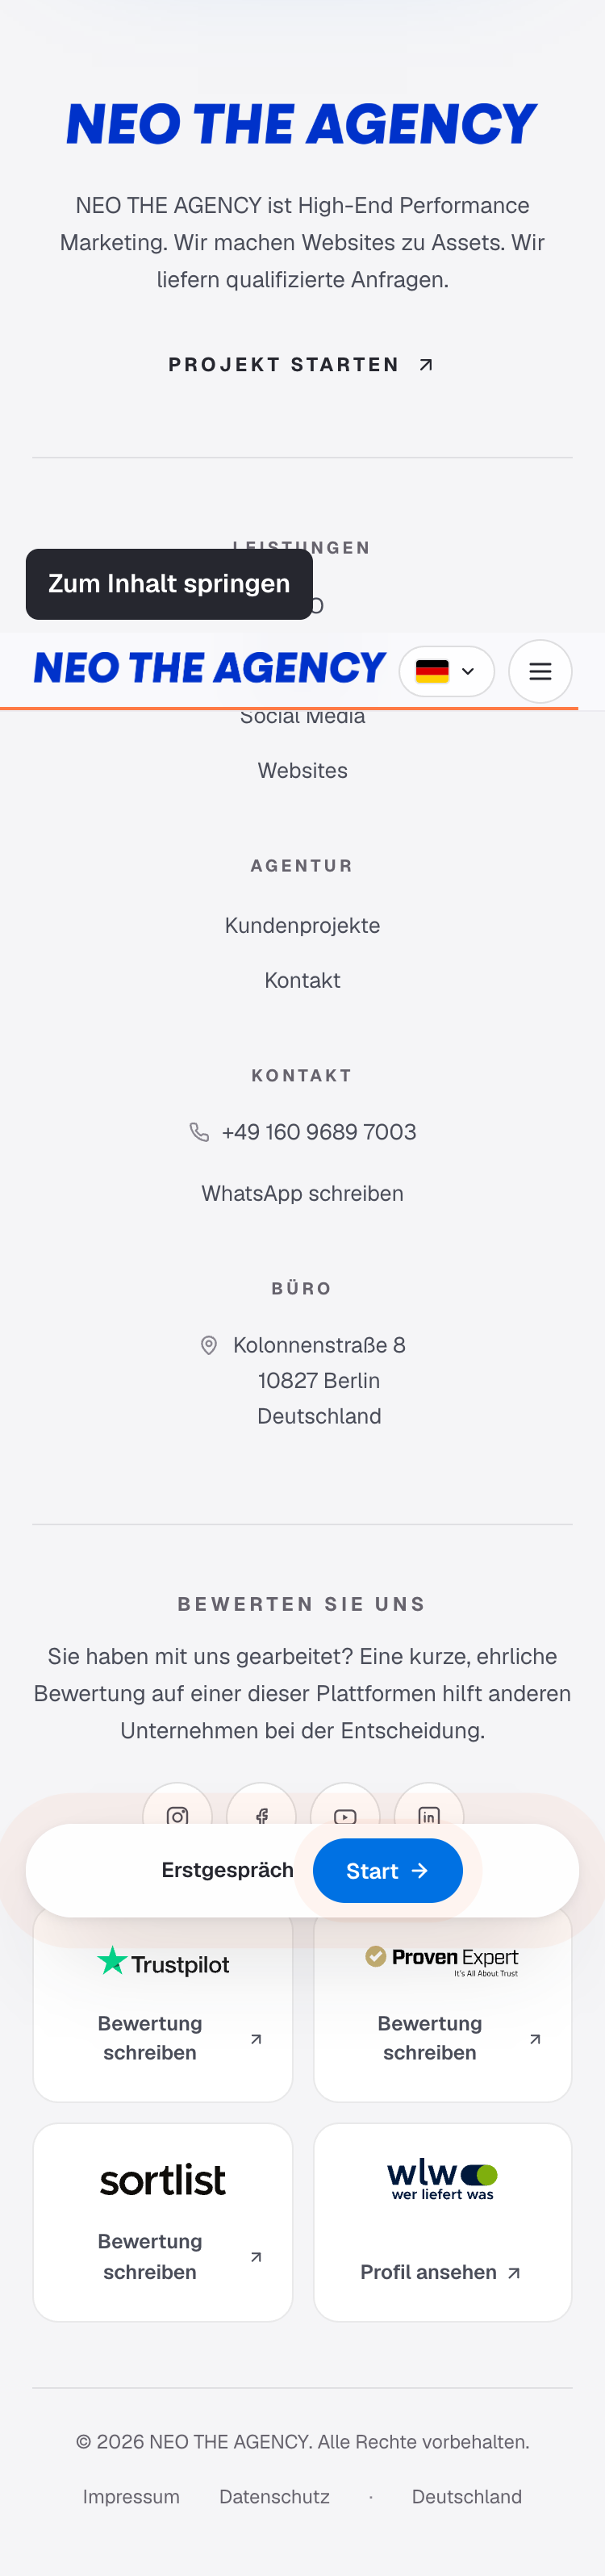 NEO THE AGENCY
NEO THE AGENCY ist High-End Performance
Marketing. Wir machen Websites zu Assets. Wir
liefern qualifizierte Anfragen.
PROJEKT STARTEN
LEISTUNGEN
Zum Inhalt springen
NEO THE AGENCY
Social Media
Websites
AGENTUR
Kundenprojekte
Kontakt
KONTAKT
+49 160 9689 7003
WhatsApp schreiben
BÜRO
Kolonnenstraße 8
10827 Berlin
Deutschland
BEWERTEN SIE UNS
Sie haben mit uns gearbeitet? Eine kurze, ehrliche
Bewertung auf einer dieser Plattformen hilft anderen
Unternehmen bei der Entscheidung.
Erstgespräch
Start
Trustpilot
Bewertung
schreiben
Proven Expert
It's All About Trust
Bewertung
schreiben
sortlist
Bewertung
schreiben
wlw
wer liefert was
Profil ansehen
© 2026 NEO THE AGENCY. Alle Rechte vorbehalten.
Impressum Datenschutz · Deutschland